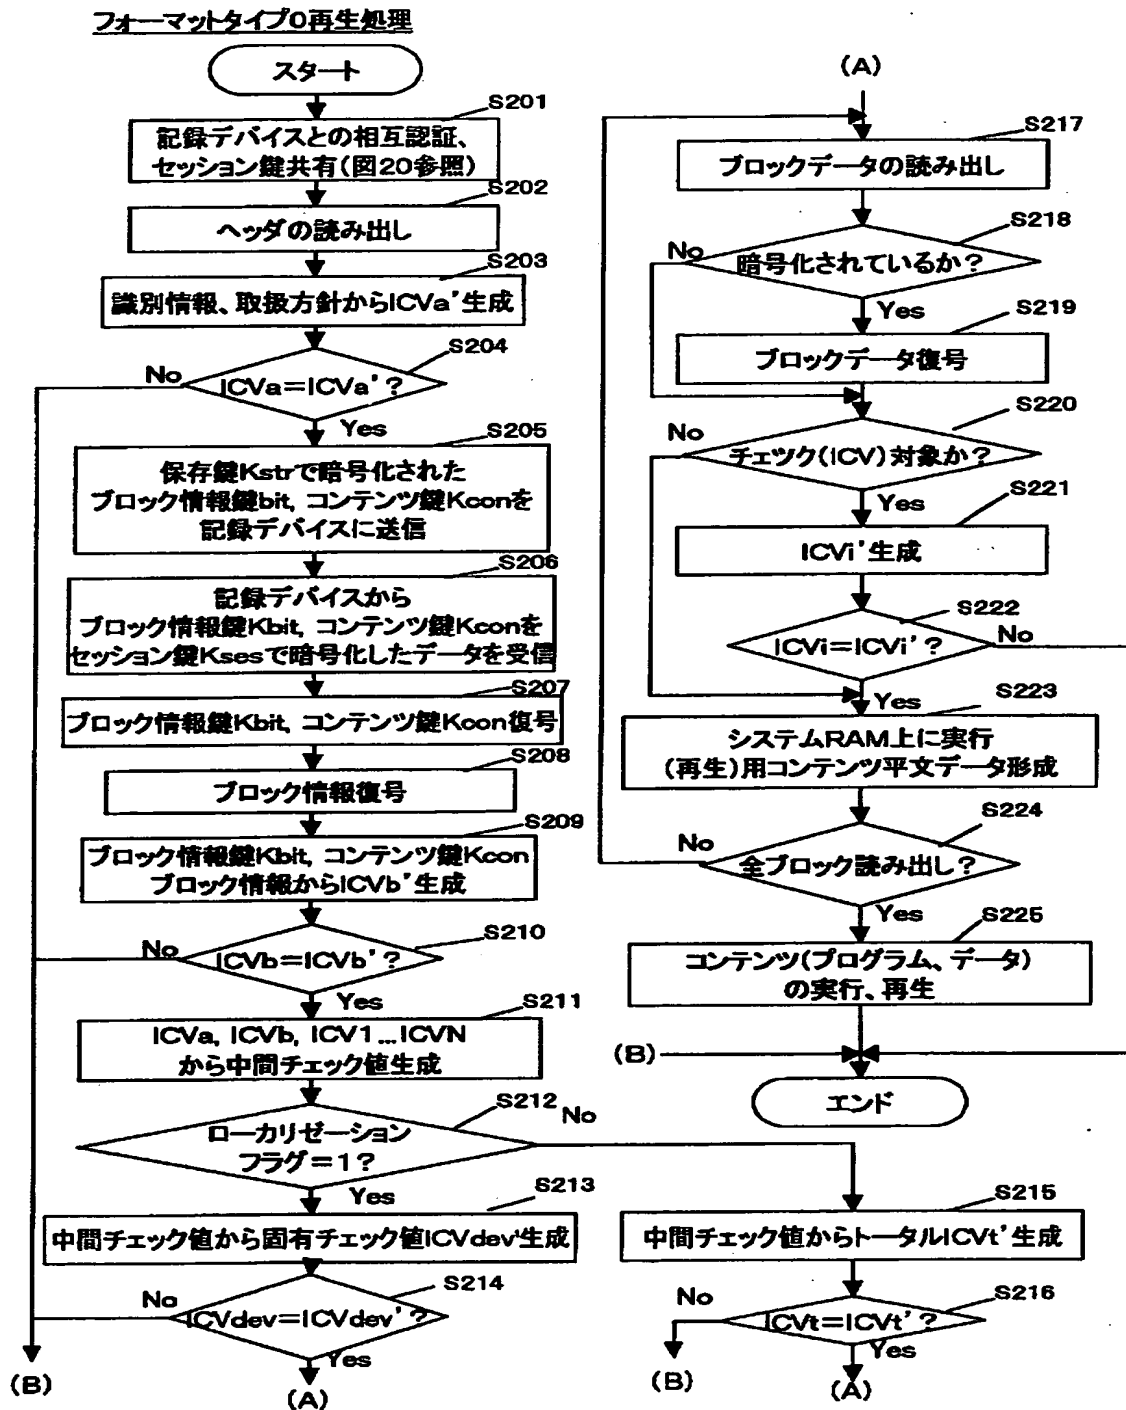 フォーマットタイプ0再生処理
スタート
S201
記録デバイスとの相互認証、
セッション鍵共有(図20参照)
S202
ヘッダの読み出し
S203
識別情報、取扱方針からICVa'生成
S204
ICVa=ICVa'?
No
Yes
S205
保存鍵Kstrで暗号化された
ブロック情報鍵bit, コンテンツ鍵Kconを
記録デバイスに送信
S206
記録デバイスから
ブロック情報鍵Kbit, コンテンツ鍵Kconを
セッション鍵Ksesで暗号化したデータを受信
S207
ブロック情報鍵Kbit, コンテンツ鍵Kcon復号
S208
ブロック情報復号
S209
ブロック情報鍵Kbit, コンテンツ鍵Kcon
ブロック情報からICVb'生成
S210
No
ICVb=ICVb'?
Yes
S211
ICVa, ICVb, ICV1...ICVN
から中間チェック値生成
S212
No
ローカリゼーション
フラグ=1?
Yes
S213
中間チェック値から固有チェック値ICVdev'生成
S214
No
ICVdev=ICVdev'?
Yes
(B)
(A)
(A)
S217
ブロックデータの読み出し
S218
No
暗号化されているか?
Yes
S219
ブロックデータ復号
S220
No
チェツク(ICV)対象か?
Yes
S221
ICVi'生成
S222
ICVi=ICVi'?
No
Yes
S223
システムRAM上に実行
(再生)用コンテンツ平文データ形成
S224
No
全ブロック読み出し?
Yes
S225
コンテンツ(プログラム、データ)
の実行、再生
(B)
エンド
S215
中間チェック値からトータルICVt'生成
S216
No
ICVt=ICVt'?
Yes
(B)
(A)